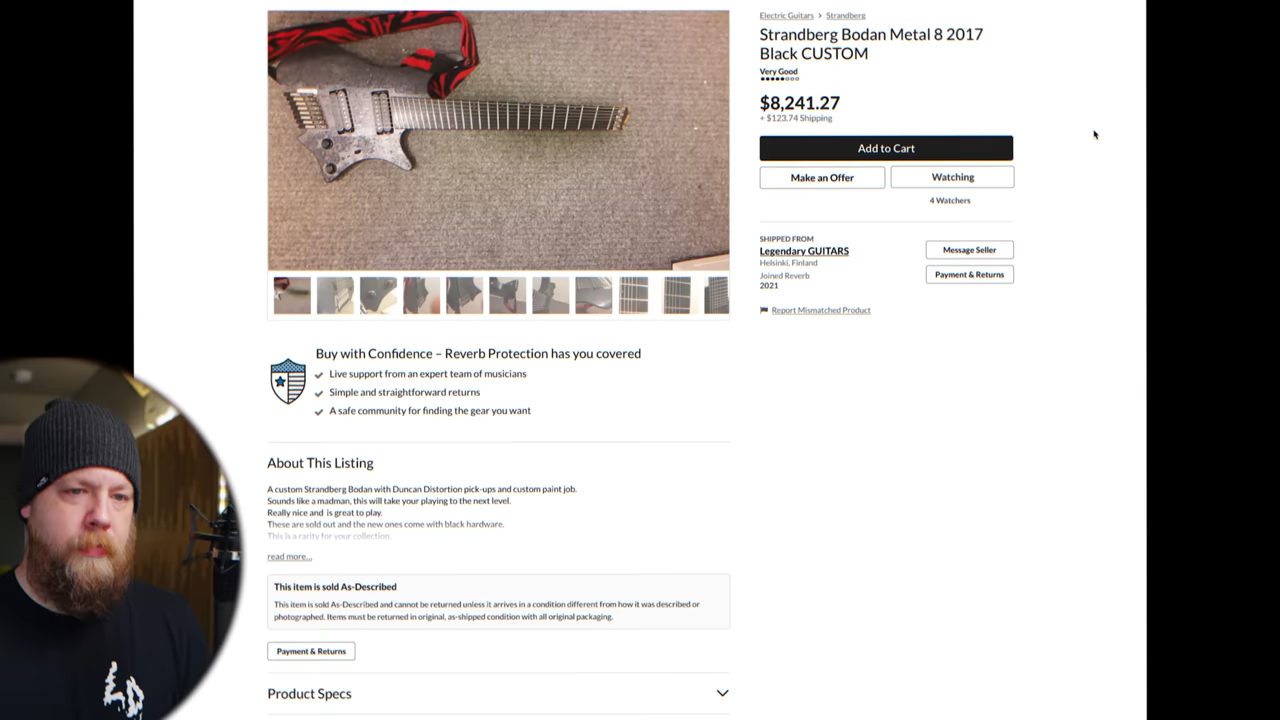 Electric Guitars > Strandberg
Strandberg Bodan Metal 8 2017
Black CUSTOM
Very Good
$8,241.27
+ $123.74 Shipping
Add to Cart
Make an Offer
Watching
4 Watchers
SHIPPED FROM
Legendary GUITARS
Helsinki, Finland
Joined Reverb
2021
Message Seller
Payment & Returns
Report Mismatched Product
Buy with Confidence – Reverb Protection has you covered
Live support from an expert team of musicians
Simple and straightforward returns
A safe community for finding the gear you want
About This Listing
A custom Strandberg Bodan with Duncan Distortion pick-ups and custom paint job.
Sounds like a madman, this will take your playing to the next level.
Really nice and is great to play.
These are sold out and the new ones come with black hardware.
This is a rarity for your collection.
read more...
This item is sold As-Described
This item is sold As-Described and cannot be returned unless it arrives in a condition different from how it was described or
photographed. Items must be returned in original, as-shipped condition with all original packaging.
Payment & Returns
Product Specs